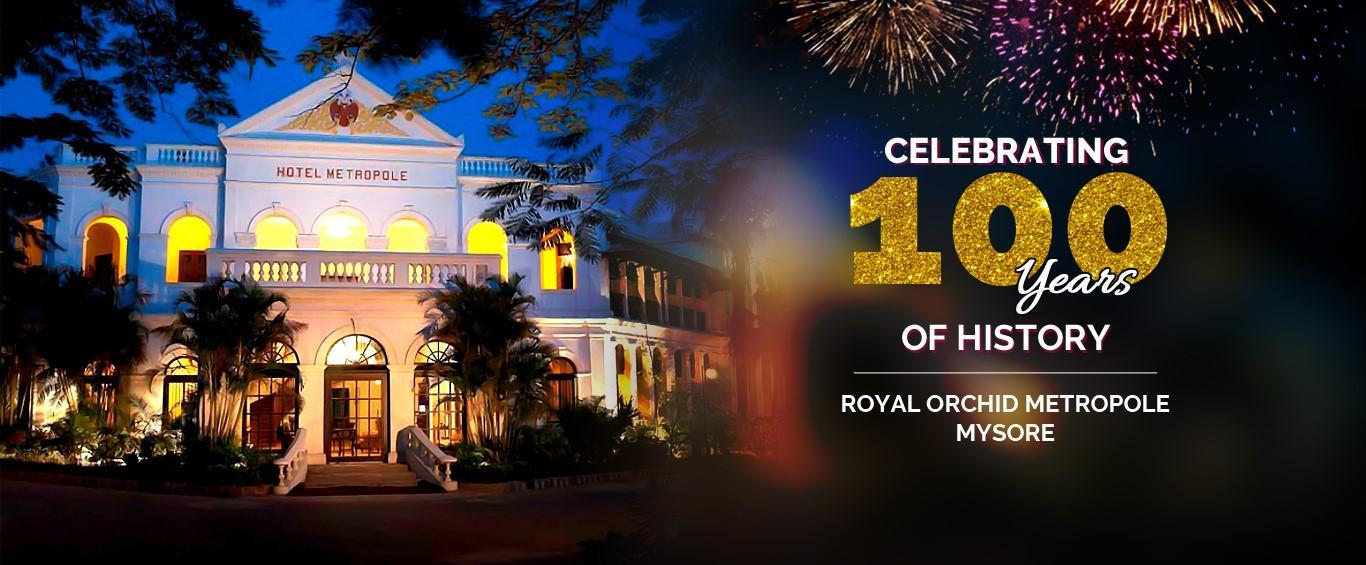 HOTEL METROPOLE
CELEBRATING
100
Years
OF HISTORY
ROYAL ORCHID METROPOLE
MYSORE